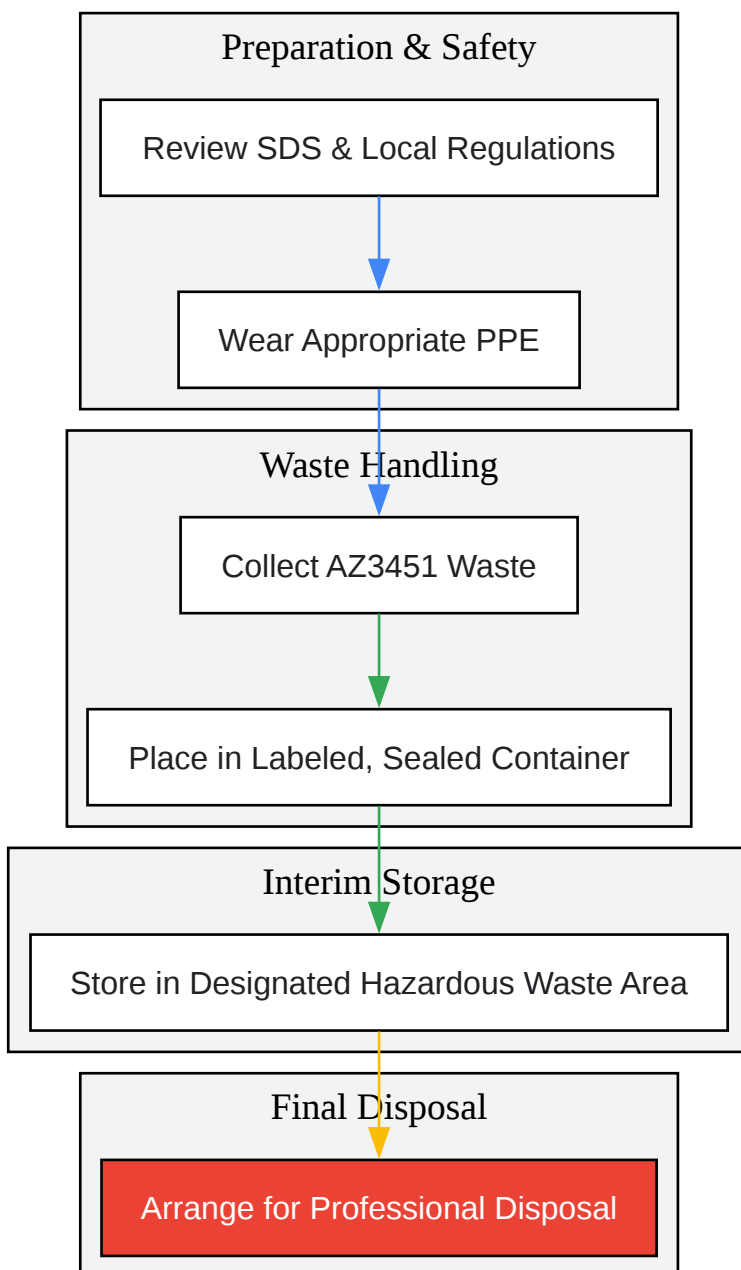 Preparation & Safety
Review SDS & Local Regulations
Wear Appropriate PPE
Waste Handling
Collect AZ3451 Waste
Place in Labeled, Sealed Container
Interim Storage
Store in Designated Hazardous Waste Area
Final Disposal
Arrange for Professional Disposal